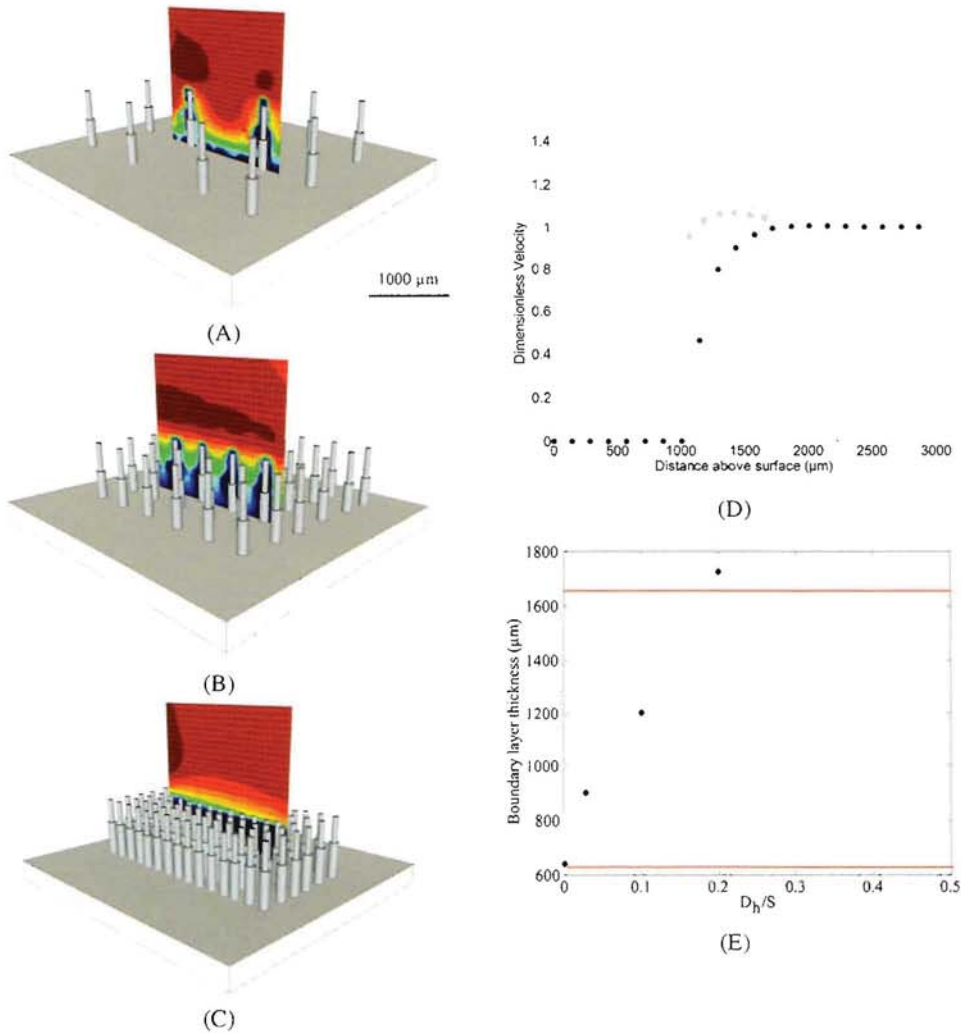 (A)
1000 μm
(B)
(C)
Dimensionless Velocity
1.4
1.2
1
0.8
0.6
0.4
0.2
0
0 500 1000 1500 2000 2500 3000
Distance above surface (μm)
(D)
Boundary layer thickness (μm)
1800
1600
1400
1200
1000
800
600
0 0.1 0.2 0.3 0.4 0.5
Dh/S
(E)